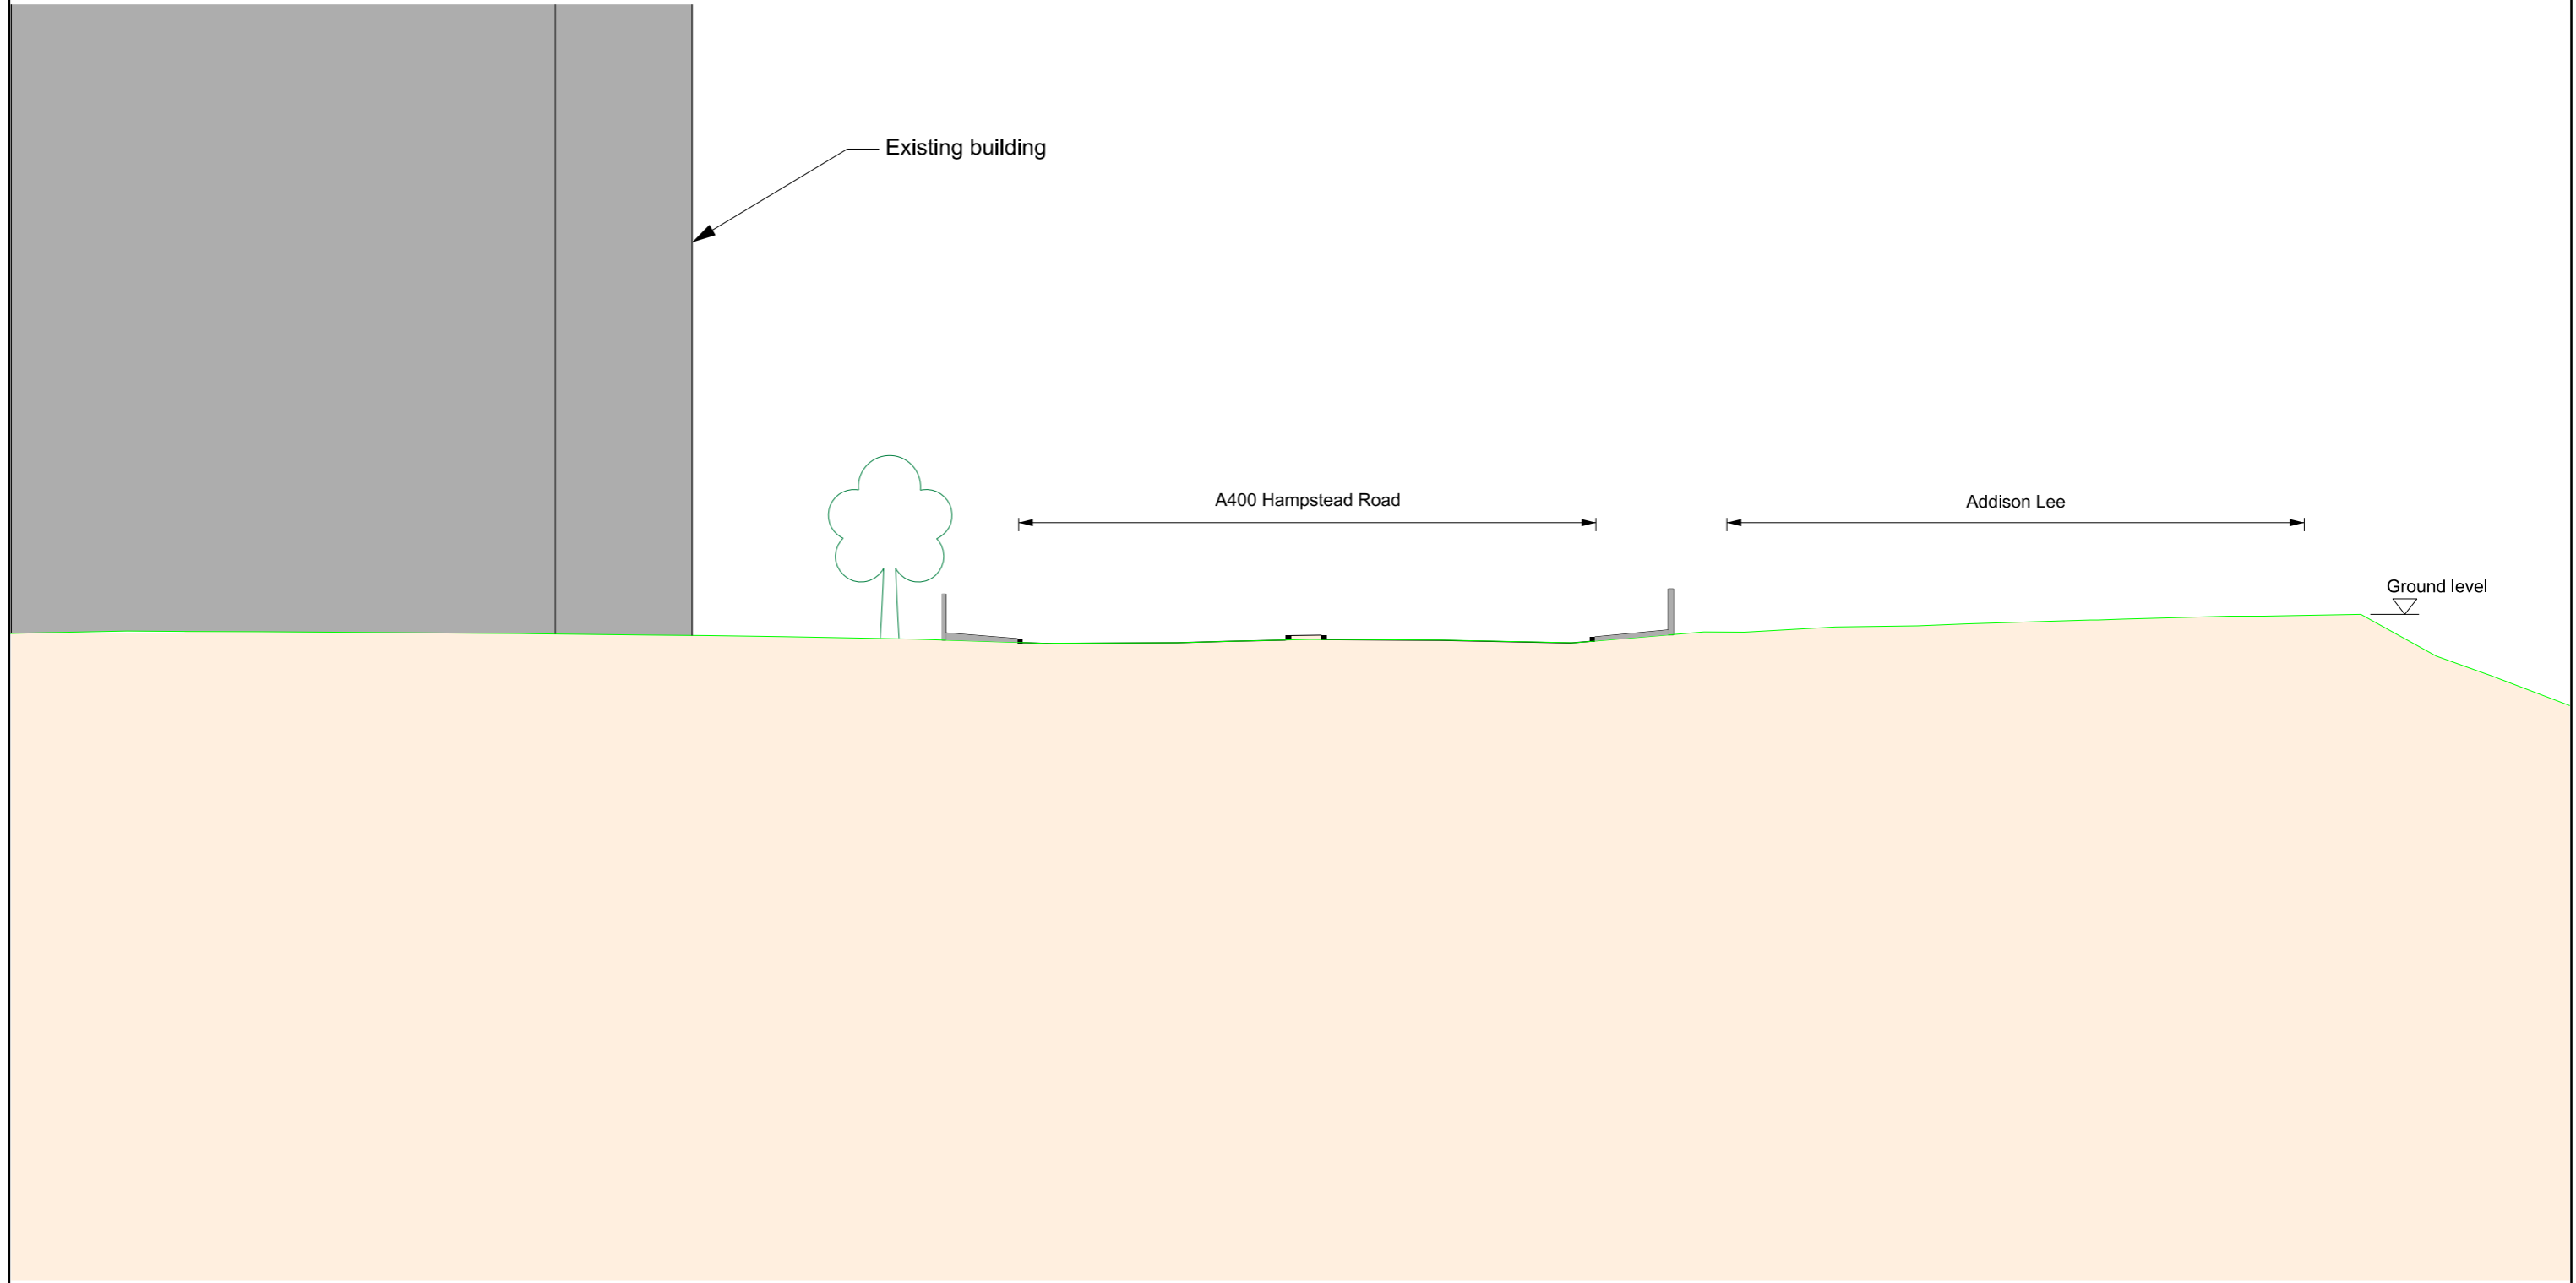 Existing building
A400 Hampstead Road
Addison Lee
Ground level